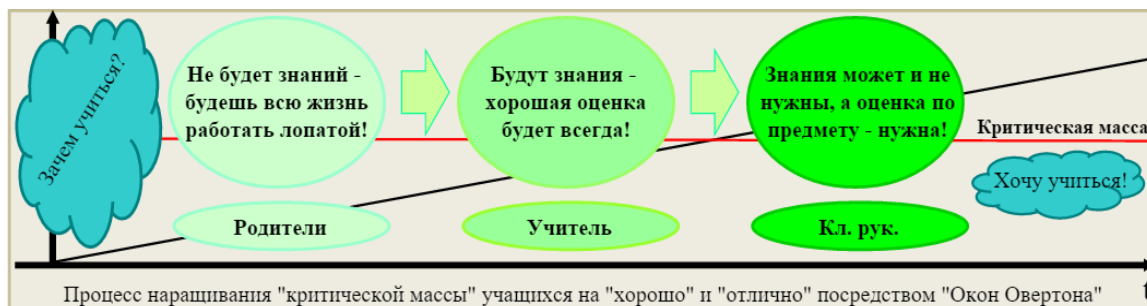 Зачем учиться?
Не будет знаний -
будешь всю жизнь
работать лопатой!
Будут знания -
хорошая оценка
будет всегда!
Знания может и не
нужны, а оценка по
предмету - нужна!
Критическая масса
Хочу учиться!
Родители
Учитель
Кл. рук.
Процесс наращивания "критической массы" учащихся на "хорошо" и "отлично" посредством "Окон Овертона"